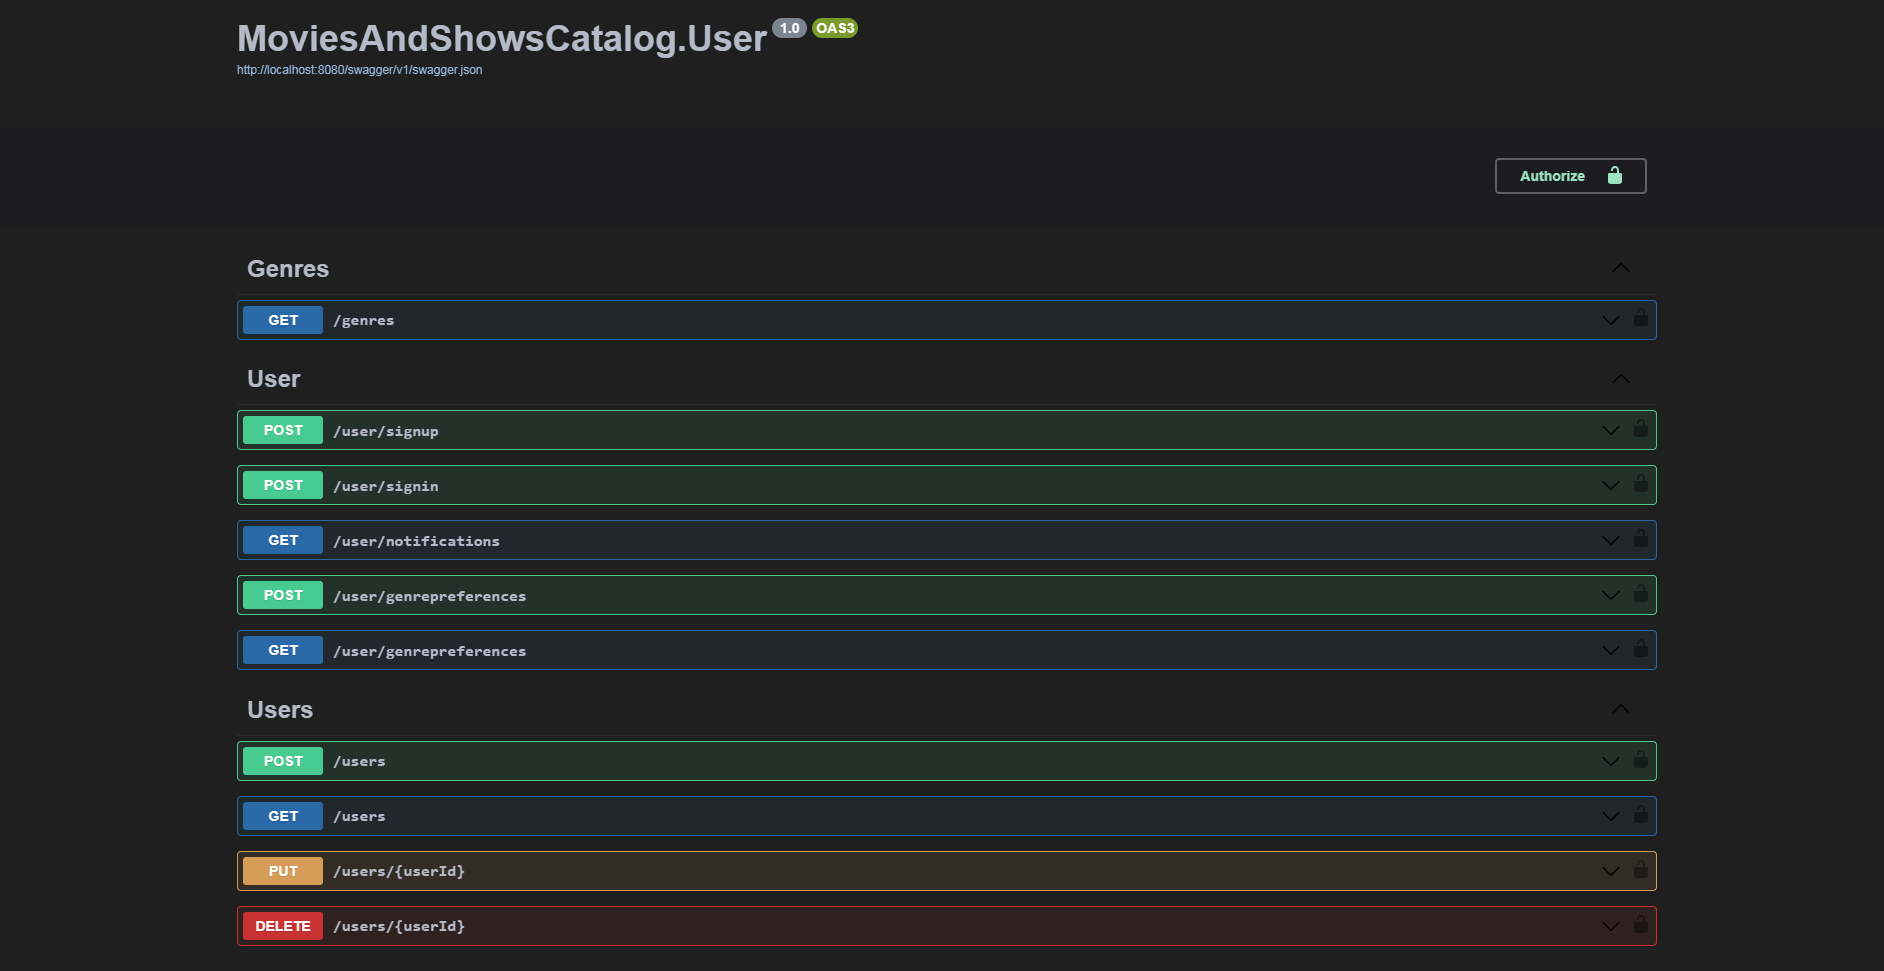 MoviesAndShowsCatalog.User 1.0 OAS3
http://localhost:8080/swagger/v1/swagger.json
Authorize
Genres
GET /genres
User
POST /user/signup
POST /user/signin
GET /user/notifications
POST /user/genrepreferences
GET /user/genrepreferences
Users
POST /users
GET /users
PUT /users/{userId}
DELETE /users/{userId}